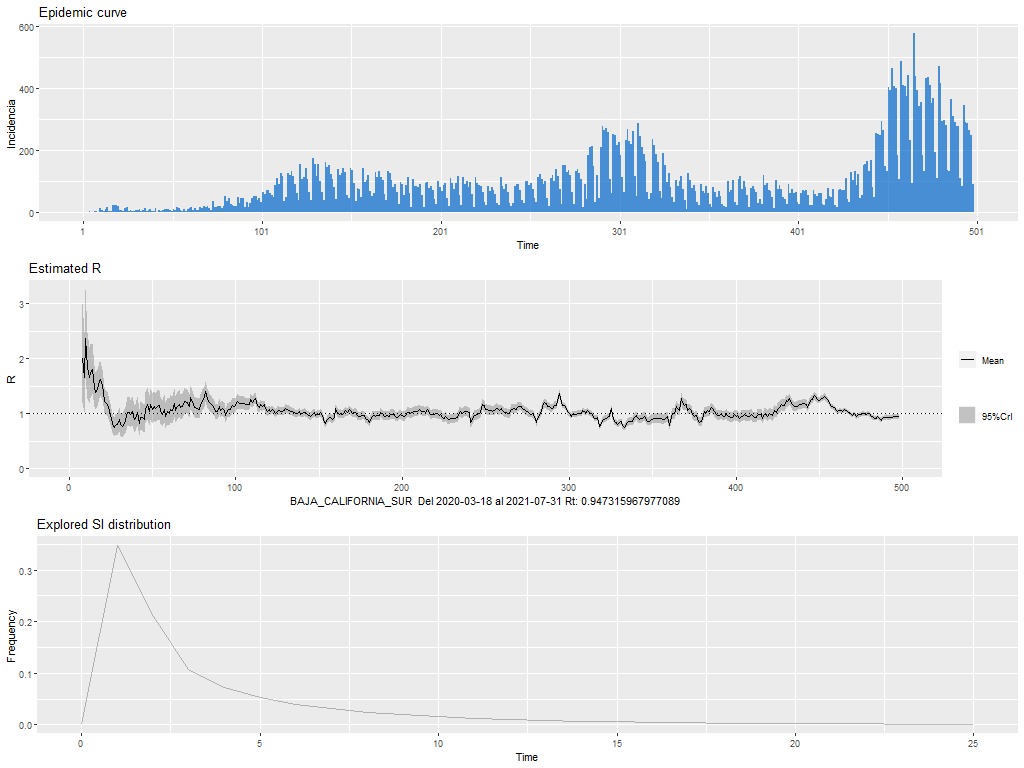 Epidemic curve
600
400
200
0
Incidencia
1
101
201
301
401
501
Time
Estimated R
3
2
1
0
R
0
100
200
300
400
500
BAJA_CALIFORNIA_SUR Del 2020-03-18 al 2021-07-31 Rt: 0.947315967977089
Mean
95%CrI
Explored SI distribution
0.3
0.2
0.1
0.0
Frequency
0
5
10
15
20
25
Time